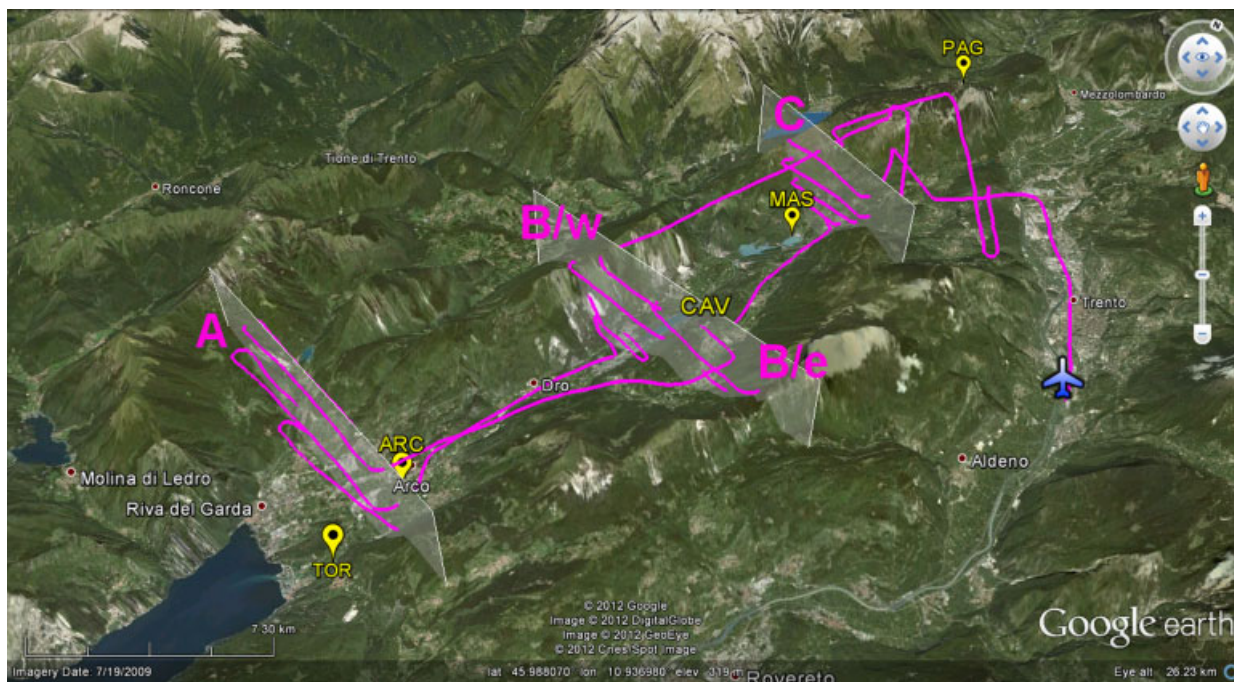 N
PAG
Mezzolombardo
C
Tione di Trento
Roncone
MAS
B/w
CAV
Trento
A
B/e
Dro
ARC
Arco
Aldeno
Molina di Ledro
Riva del Garda
TOR
© 2012 Google
Image © 2012 DigitalGlobe
Image © 2012 GeoEye
© 2012 Cnes/Spot Image
Google earth
7.30 km
Imagery Date: 7/19/2009
lat 45.988070 lon 10.936980 elev 319 m
Rovereto
Eye alt 26.23 km